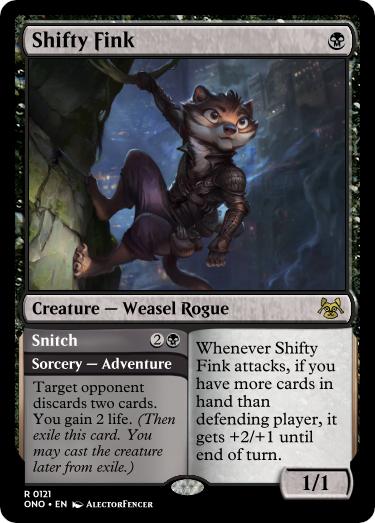 Shifty Fink
Creature — Weasel Rogue
Snitch 2
Sorcery — Adventure
Target opponent
discards two cards.
You gain 2 life. (Then
exile this card. You
may cast the creature
later from exile.)
Whenever Shifty
Fink attacks, if you
have more cards in
hand than
defending player, it
gets +2/+1 until
end of turn.
1/1
R 0121
ONO • EN AlectorFencer